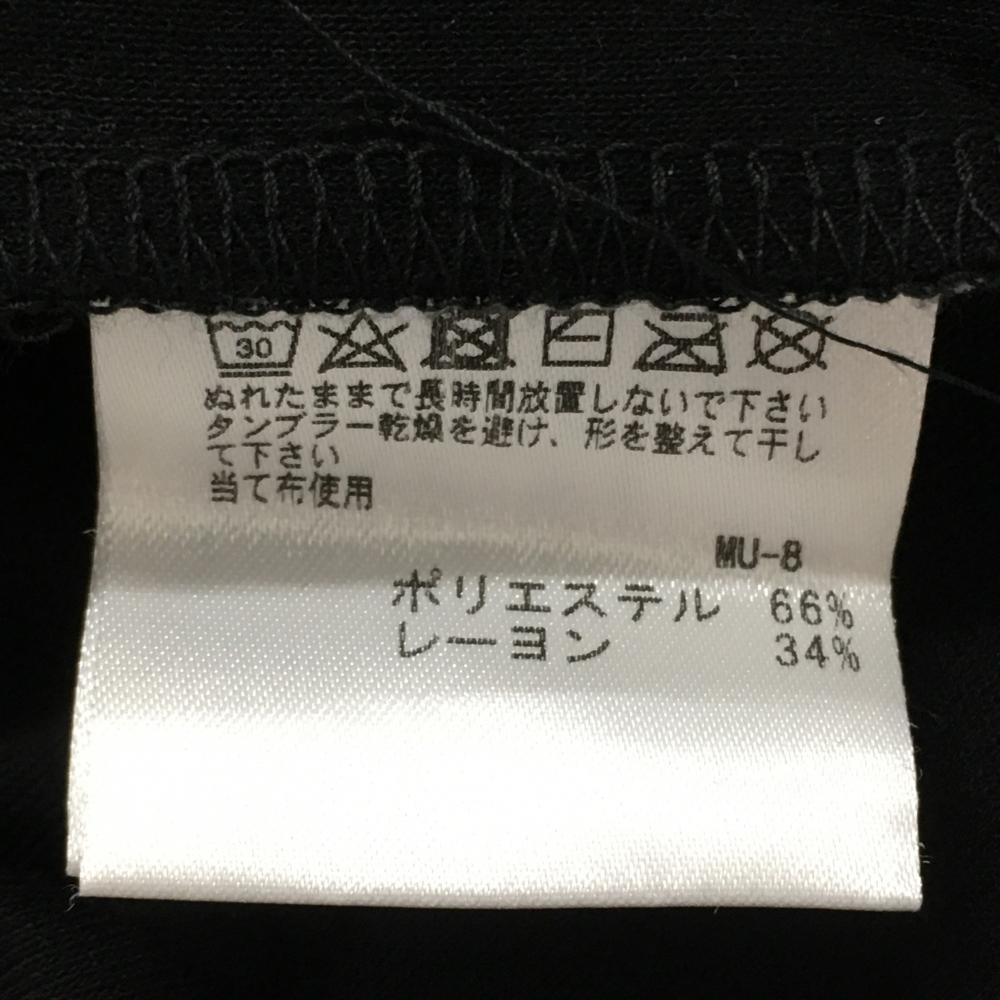 30
ぬれたままで長時間放置しないで下さい
タンブラー乾燥を避け、形を整えて干し
て下さい
当て布使用
MU-8
ポリエステル 66%
レーヨン 34%